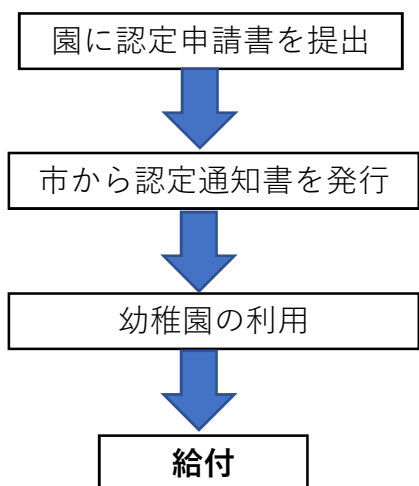 園に認定申請書を提出
市から認定通知書を発行
幼稚園の利用
給付